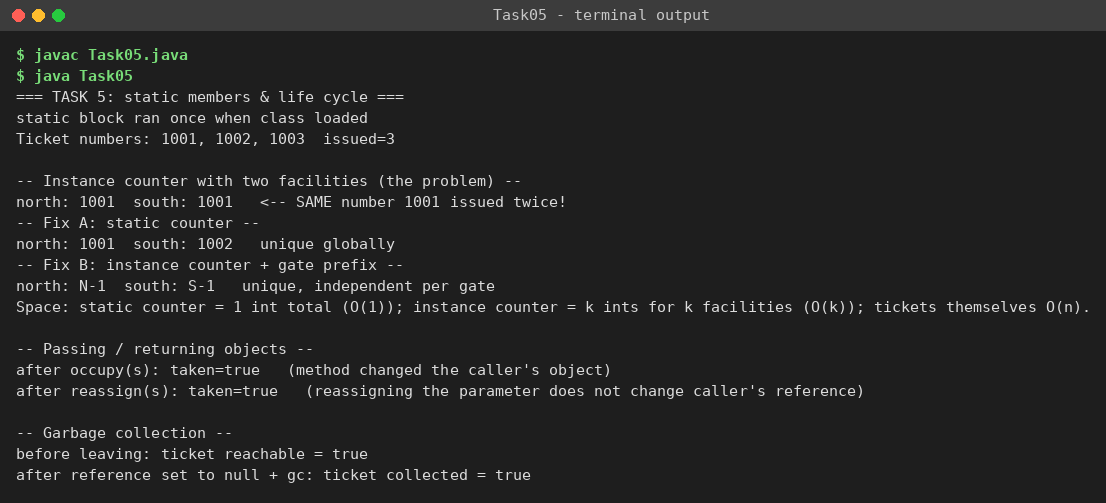 Task05 - terminal output
$ javac Task05.java
$ java Task05
=== TASK 5: static members & life cycle ===
static block ran once when class loaded
Ticket numbers: 1001, 1002, 1003  issued=3
-- Instance counter with two facilities (the problem) --
north: 1001  south: 1001   <-- SAME number 1001 issued twice!
-- Fix A: static counter --
north: 1001  south: 1002   unique globally
-- Fix B: instance counter + gate prefix --
north: N-1  south: S-1   unique, independent per gate
Space: static counter = 1 int total (O(1)); instance counter = k ints for k facilities (O(k)); tickets themselves O(n).
-- Passing / returning objects --
after occupy(s): taken=true   (method changed the caller's object)
after reassign(s): taken=true   (reassigning the parameter does not change caller's reference)
-- Garbage collection --
before leaving: ticket reachable = true
after reference set to null + gc: ticket collected = true